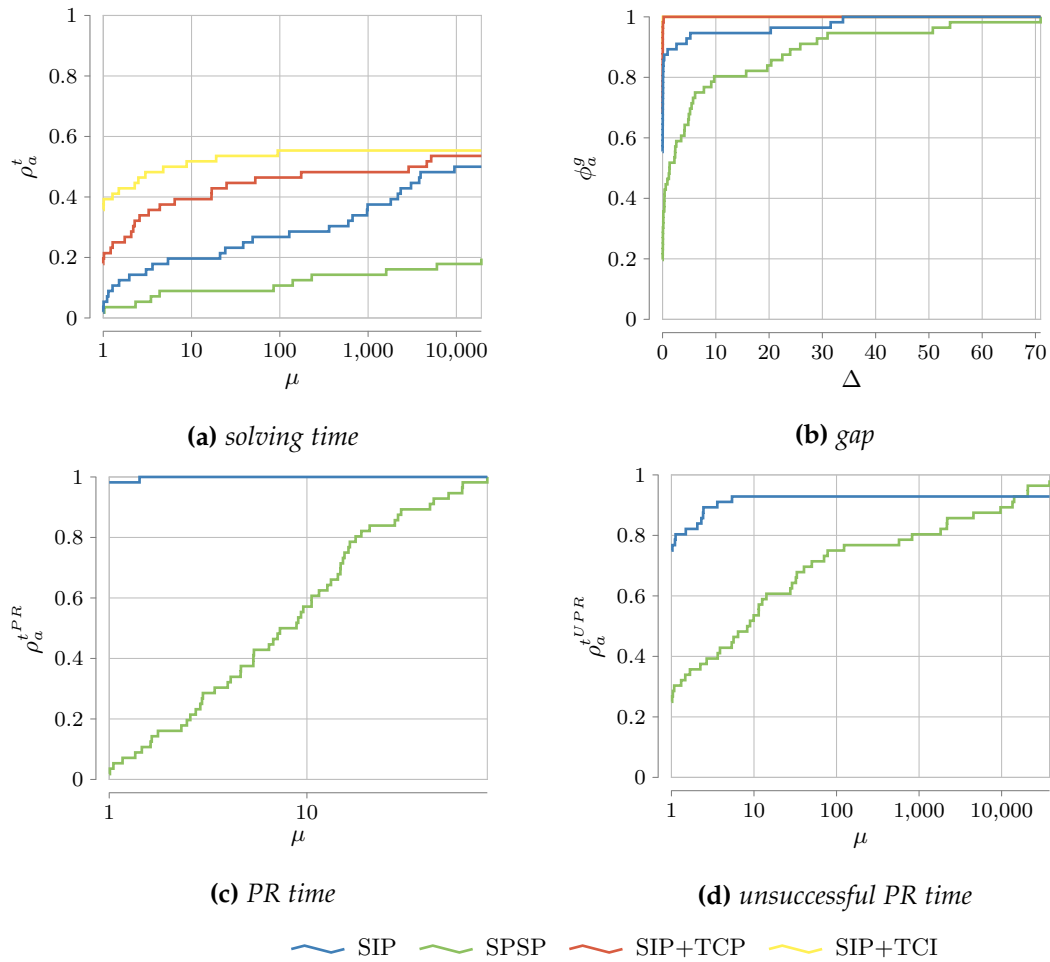 1
0.8
0.6
0.4
0.2
0
ρ_a^t
1 10 100 1,000 10,000
μ
(a) solving time
1
0.8
0.6
0.4
0.2
0
ϕ_a^g
0 10 20 30 40 50 60 70
Δ
(b) gap
1
0.8
0.6
0.4
0.2
0
ρ_a^{t^{PR}}
1 10
μ
(c) PR time
1
0.8
0.6
0.4
0.2
0
ρ_a^{t^{UPR}}
1 10 100 1,000 10,000
μ
(d) unsuccessful PR time
SIP SPSP SIP+TCP SIP+TCI